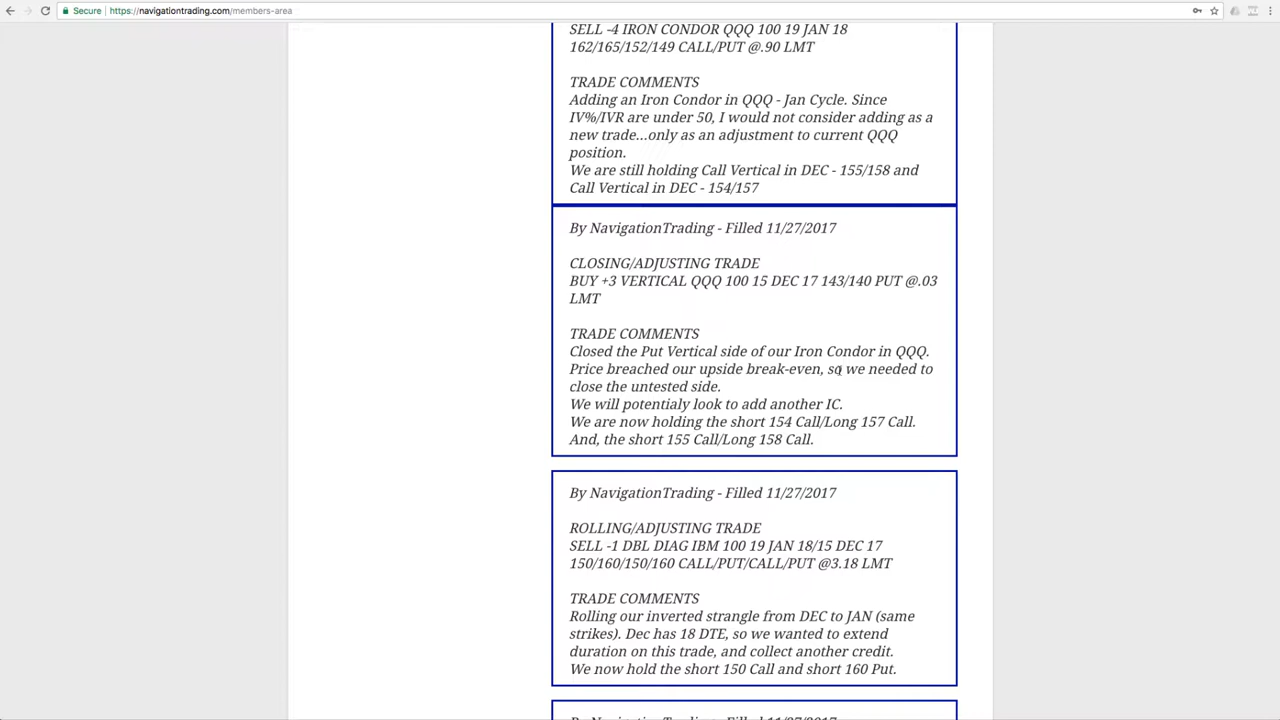 Secure https://navigationtrading.com/members-area
SELL -4 IRON CONDOR QQQ 100 19 JAN 18
162/165/152/149 CALL/PUT @.90 LMT
TRADE COMMENTS
Adding an Iron Condor in QQQ - Jan Cycle. Since
IV%/IVR are under 50, I would not consider adding as a
new trade...only as an adjustment to current QQQ
position.
We are still holding Call Vertical in DEC - 155/158 and
Call Vertical in DEC - 154/157
By NavigationTrading - Filled 11/27/2017
CLOSING/ADJUSTING TRADE
BUY +3 VERTICAL QQQ 100 15 DEC 17 143/140 PUT @.03
LMT
TRADE COMMENTS
Closed the Put Vertical side of our Iron Condor in QQQ.
Price breached our upside break-even, so we needed to
close the untested side.
We will potentialy look to add another IC.
We are now holding the short 154 Call/Long 157 Call.
And, the short 155 Call/Long 158 Call.
By NavigationTrading - Filled 11/27/2017
ROLLING/ADJUSTING TRADE
SELL -1 DBL DIAG IBM 100 19 JAN 18/15 DEC 17
150/160/150/160 CALL/PUT/CALL/PUT @3.18 LMT
TRADE COMMENTS
Rolling our inverted strangle from DEC to JAN (same
strikes). Dec has 18 DTE, so we wanted to extend
duration on this trade, and collect another credit.
We now hold the short 150 Call and short 160 Put.